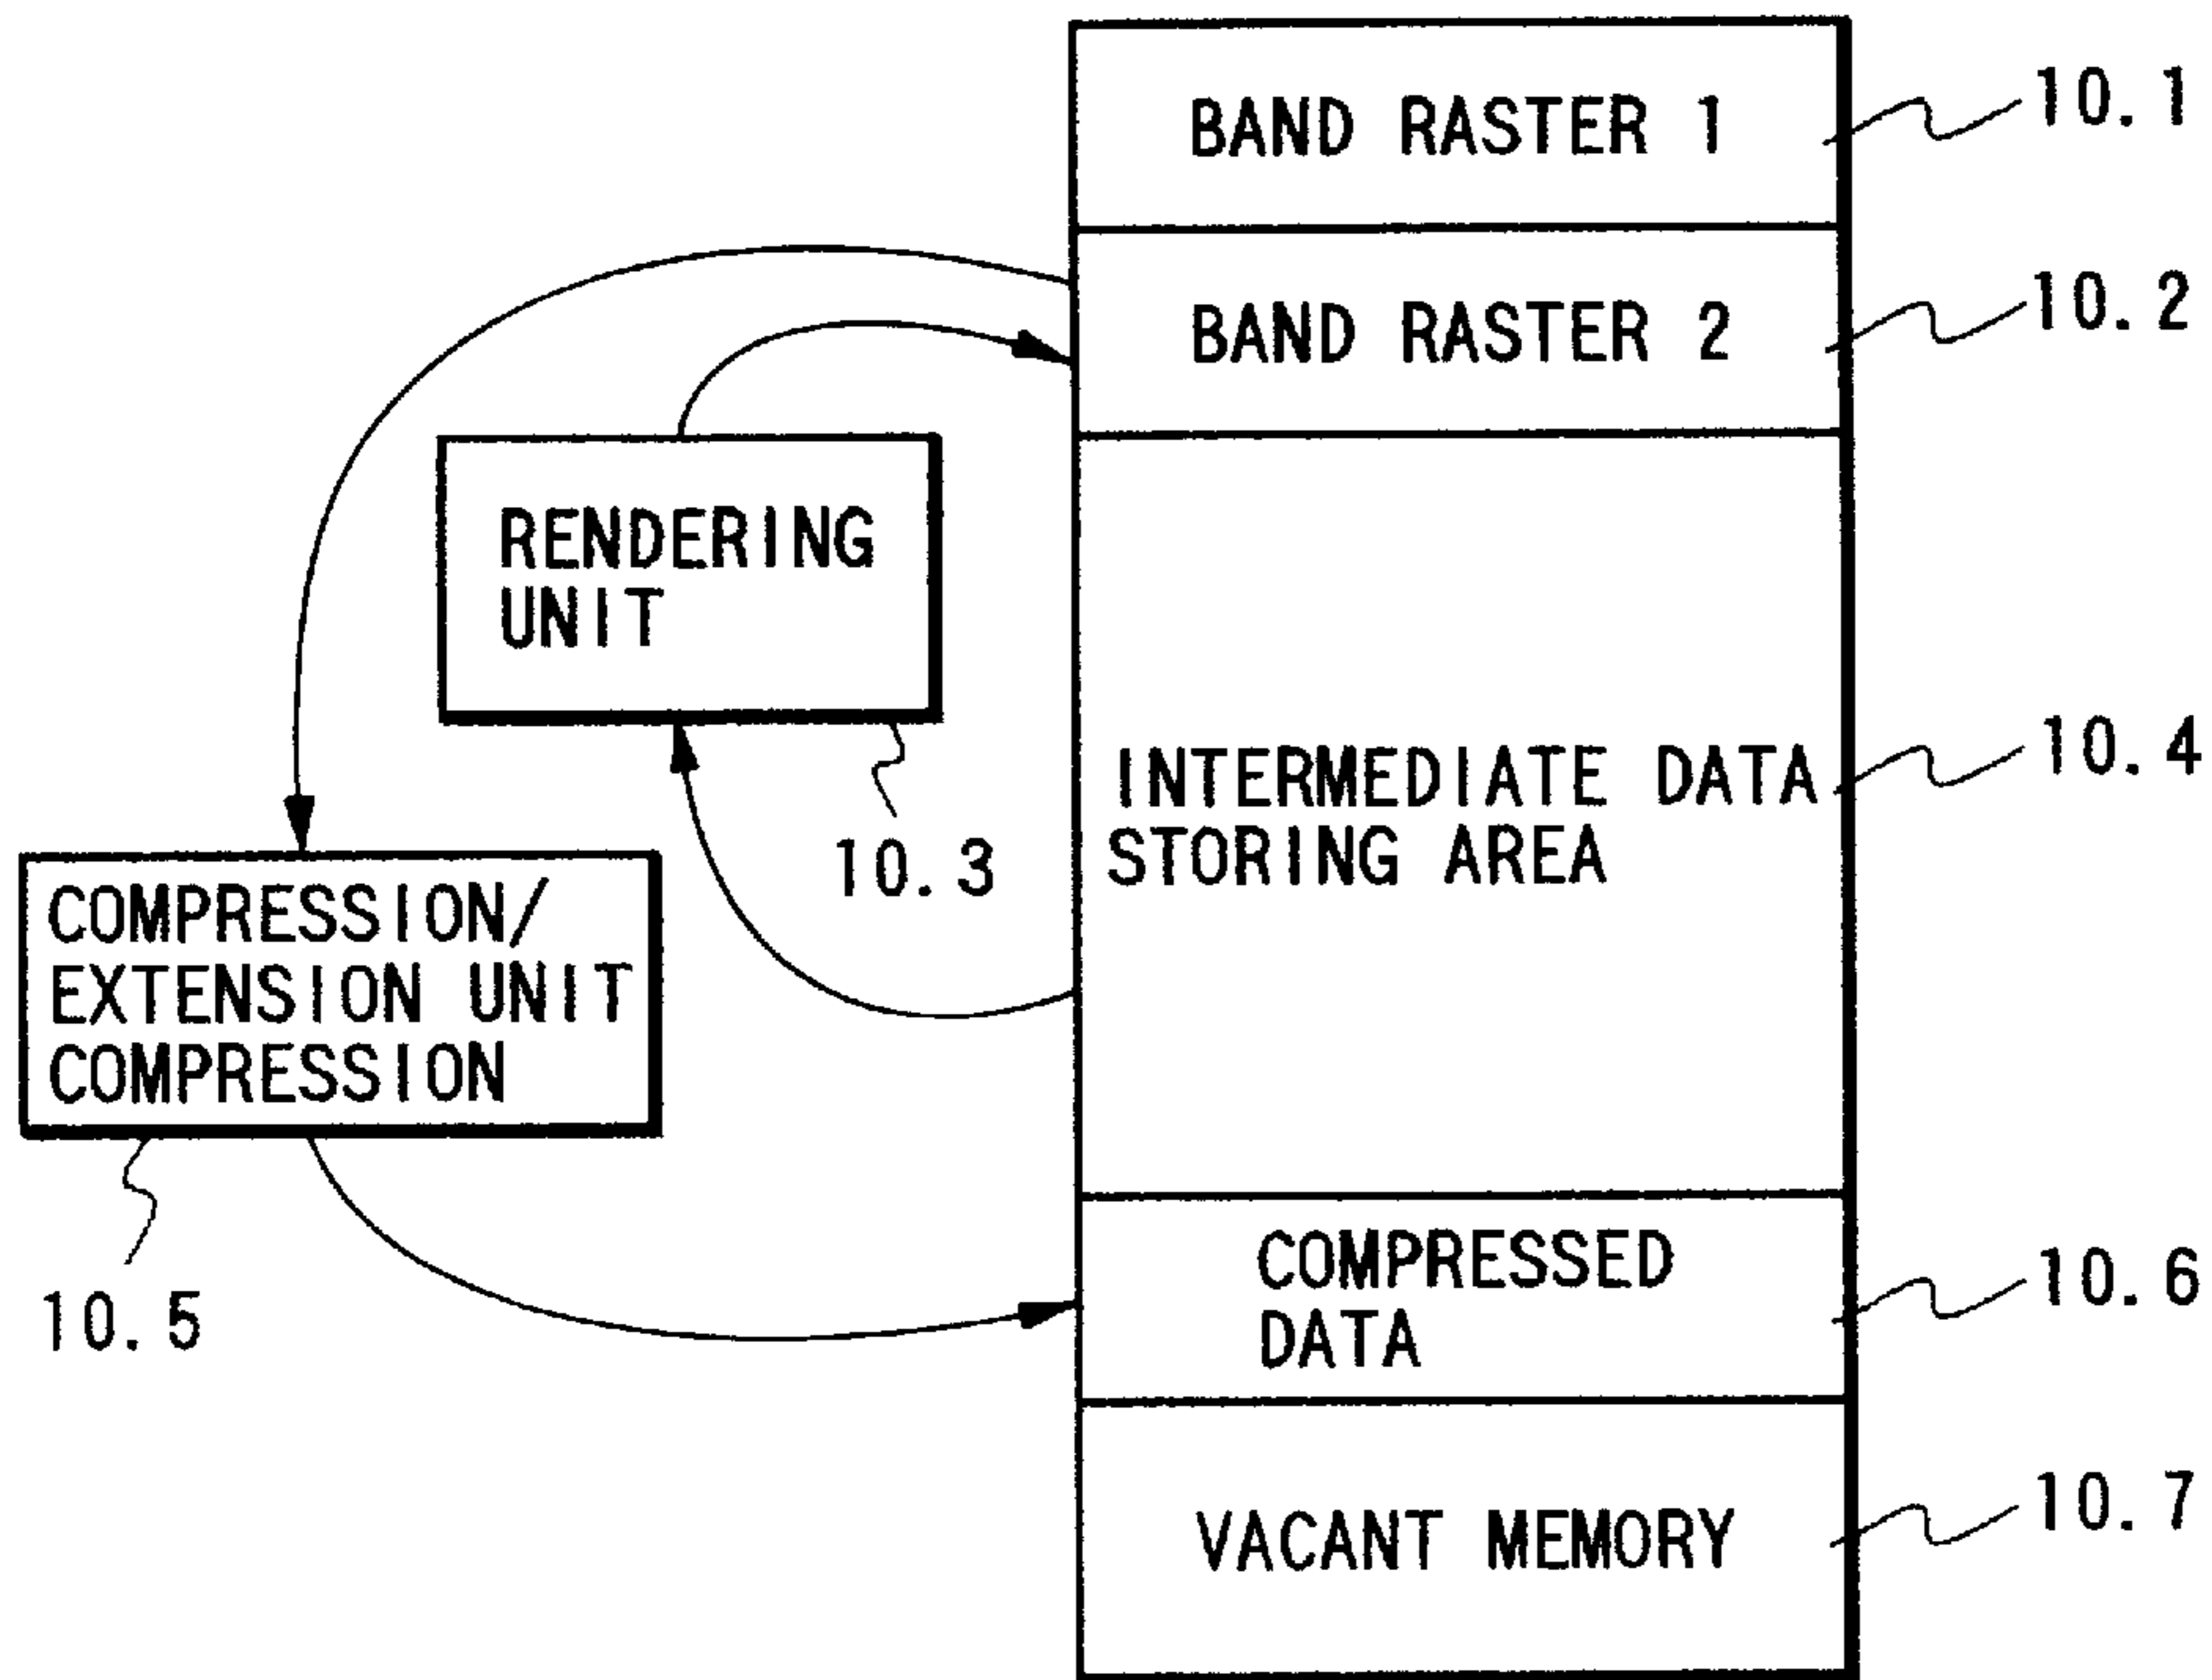 BAND RASTER 1
10.1
BAND RASTER 2
10.2
RENDERING
UNIT
10.3
INTERMEDIATE DATA
STORING AREA
10.4
COMPRESSION/
EXTENSION UNIT
COMPRESSION
10.5
COMPRESSED
DATA
10.6
VACANT MEMORY
10.7